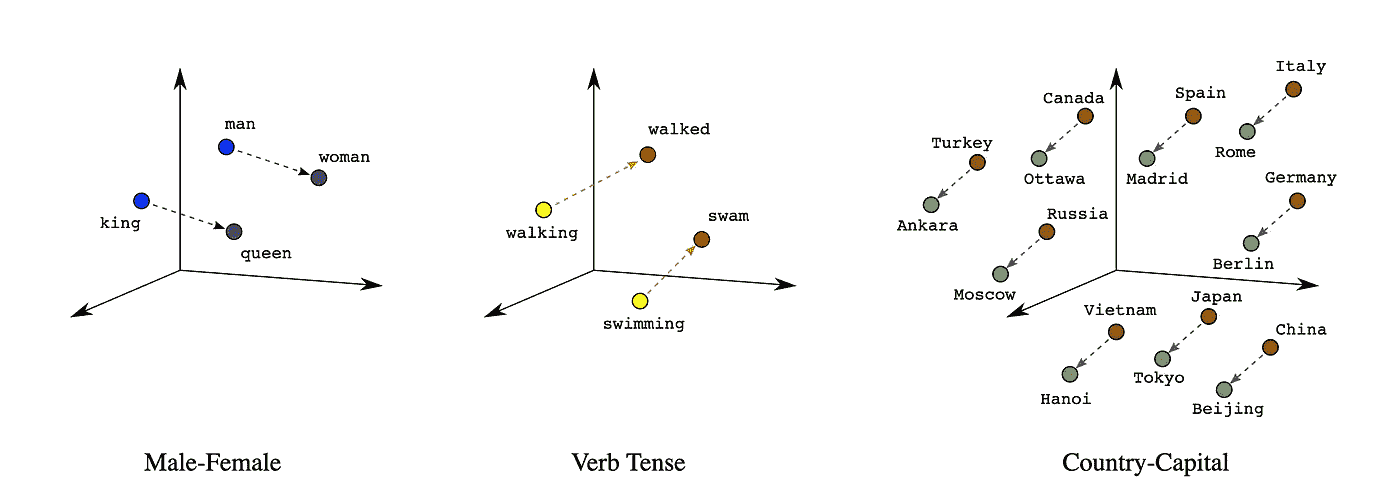 man
woman
king
queen
Male-Female
walked
walking
swam
swimming
Verb Tense
Italy
Canada
Spain
Turkey
Rome
Ottawa
Madrid
Germany
Ankara
Russia
Berlin
Moscow
Japan
Vietnam
China
Tokyo
Hanoi
Beijing
Country-Capital